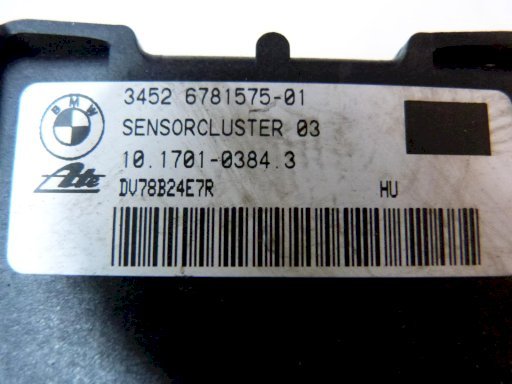 BMW
3452 6781575-01
SENSORCLUSTER 03
10.1701-0384.3
Ate
DV78B24E7R HU